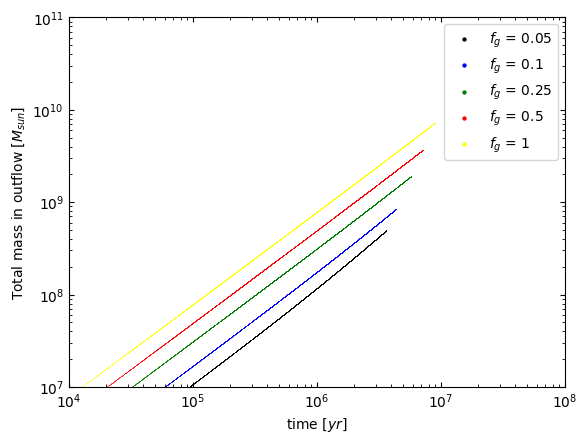 10^11
10^10
10^9
10^8
10^7
Total mass in outflow [M_sun]
f_g = 0.05
f_g = 0.1
f_g = 0.25
f_g = 0.5
f_g = 1
10^4 10^5 10^6 10^7 10^8
time [yr]